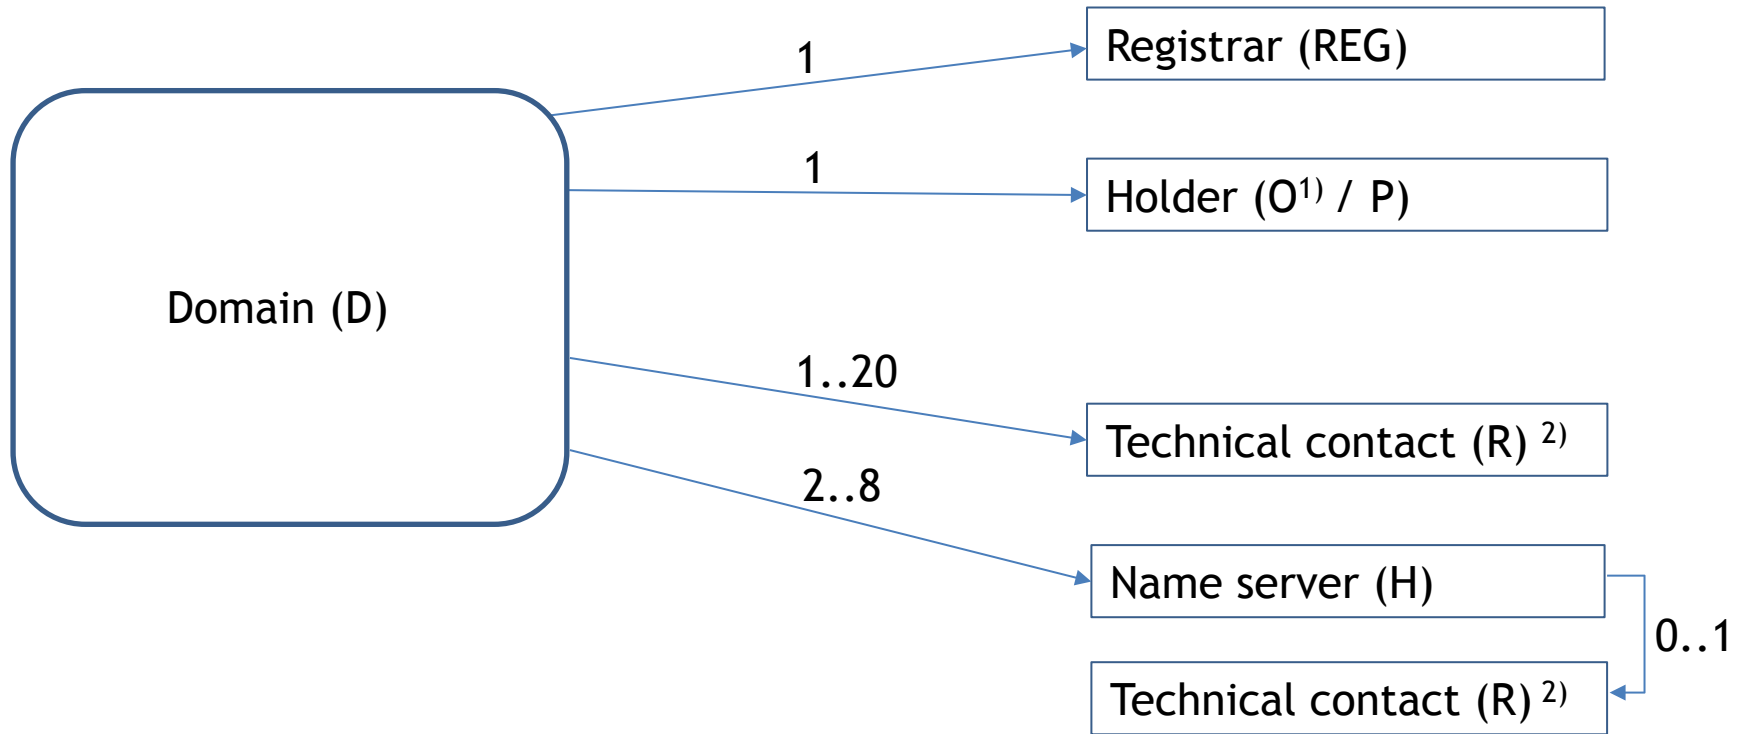 1
Registrar (REG)
1
Holder (O1) / P)
Domain (D)
1..20
Technical contact (R) 2)
2..8
Name server (H)
0..1
Technical contact (R) 2)